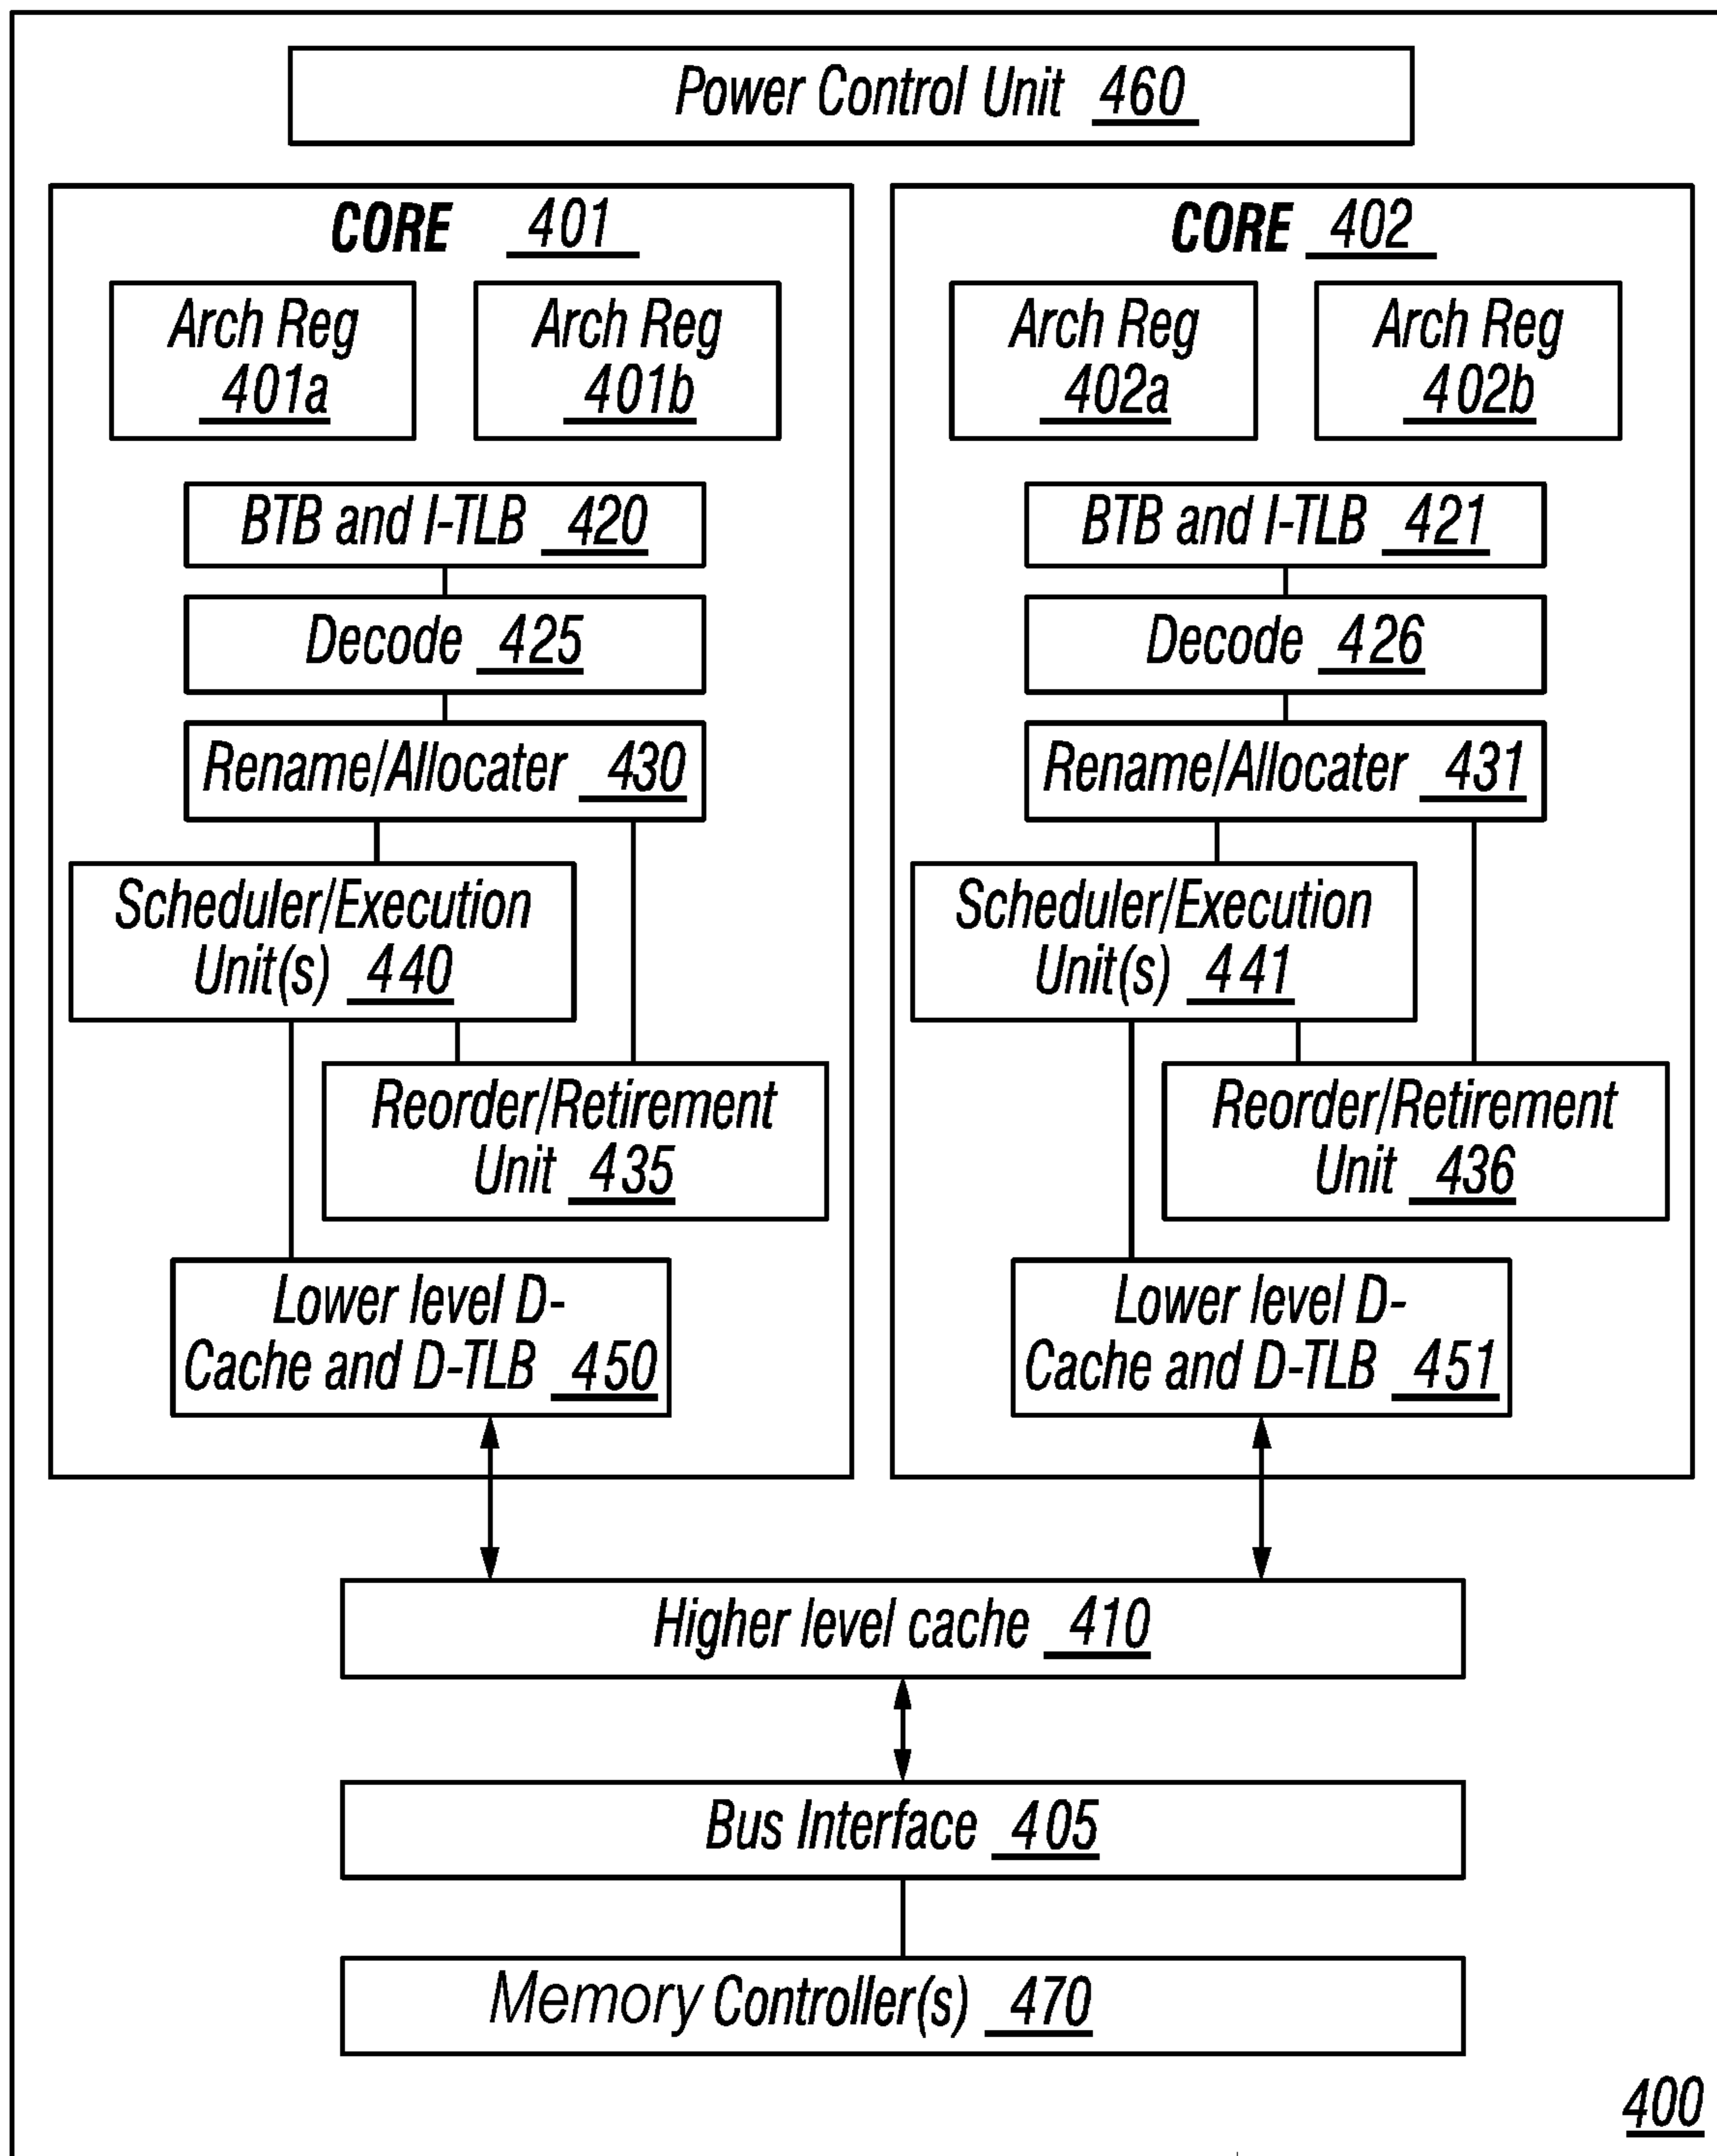 Power Control Unit 460
CORE 401
Arch Reg
401a
Arch Reg
401b
BTB and I-TLB 420
Decode 425
Rename/Allocater 430
Scheduler/Execution
Unit(s) 440
Reorder/Retirement
Unit 435
Lower level D-
Cache and D-TLB 450
CORE 402
Arch Reg
402a
Arch Reg
402b
BTB and I-TLB 421
Decode 426
Rename/Allocater 431
Scheduler/Execution
Unit(s) 441
Reorder/Retirement
Unit 436
Lower level D-
Cache and D-TLB 451
Higher level cache 410
Bus Interface 405
Memory Controller(s) 470
400